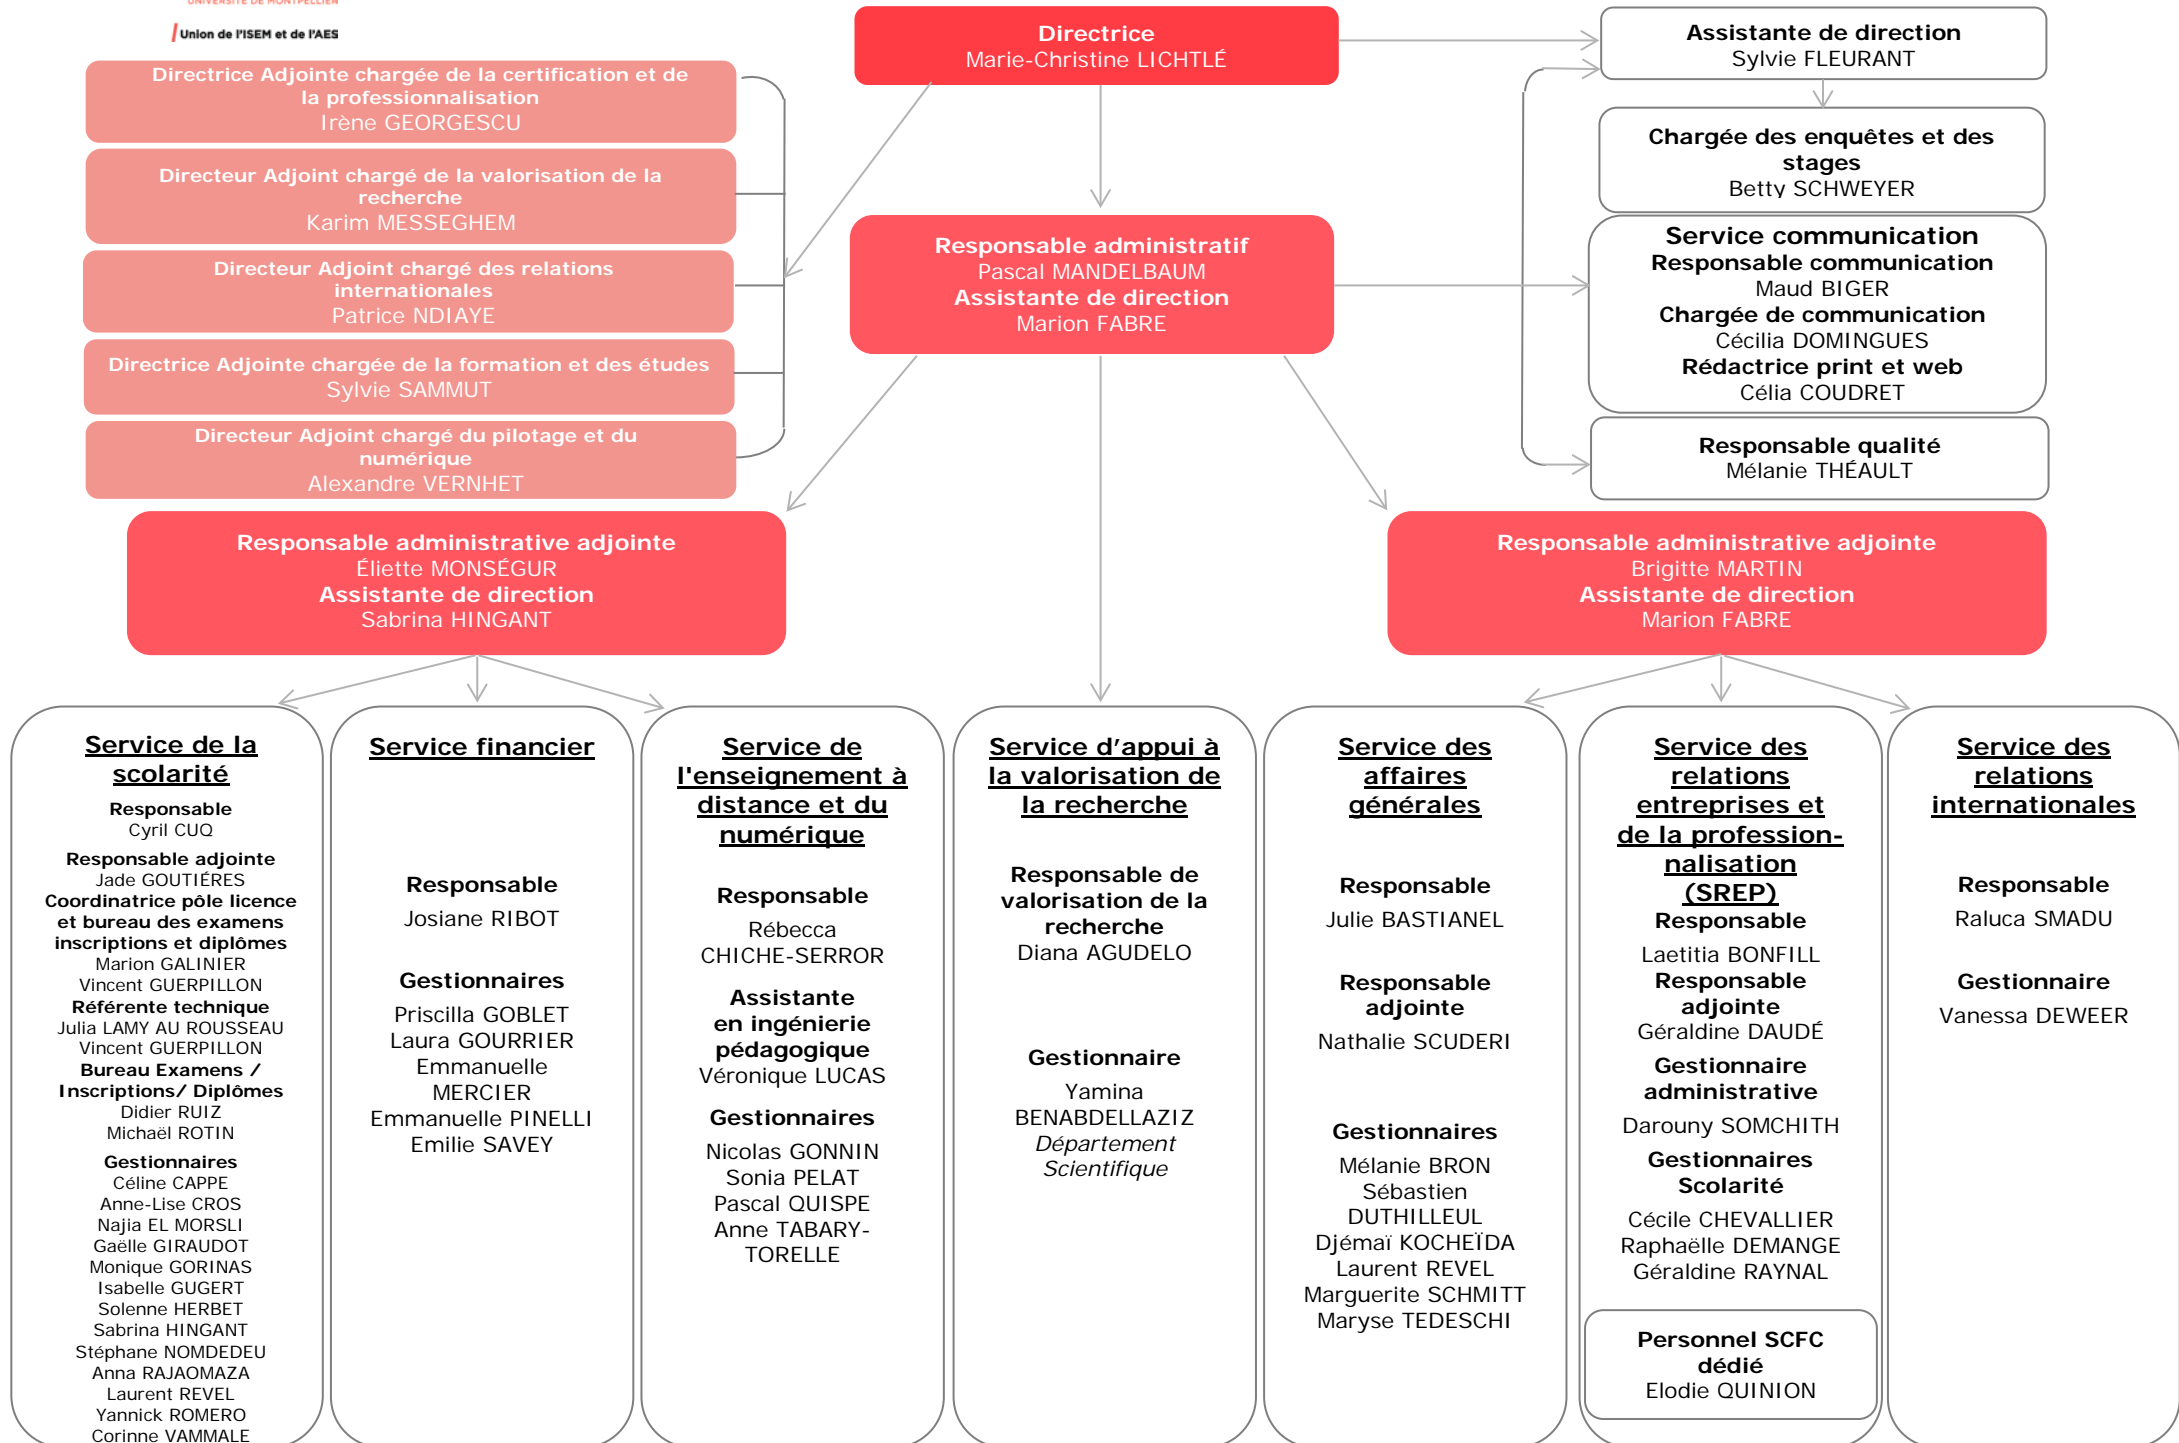 UNIVERSITÉ DE MONTPELLIER
Union de l'ISEM et de l'AES
Directrice
Marie-Christine LICHTLÉ
Assistante de direction
Sylvie FLEURANT
Directrice Adjointe chargée de la certification et de
la professionnalisation
Irène GEORGESCU
Directeur Adjoint chargé de la valorisation de la
recherche
Karim MESSEGHEM
Directeur Adjoint chargé des relations
internationales
Patrice NDIAYE
Directrice Adjointe chargée de la formation et des études
Sylvie SAMMUT
Directeur Adjoint chargé du pilotage et du
numérique
Alexandre VERNHET
Responsable administratif
Pascal MANDELBAUM
Assistante de direction
Marion FABRE
Chargée des enquêtes et des
stages
Betty SCHWEYER
Service communication
Responsable communication
Maud BIGER
Chargée de communication
Cécilia DOMINGUES
Rédactrice print et web
Célia COUDRET
Responsable qualité
Mélanie THÉAULT
Responsable administrative adjointe
Éliette MONSÉGUR
Assistante de direction
Sabrina HINGANT
Responsable administrative adjointe
Brigitte MARTIN
Assistante de direction
Marion FABRE
Service de la
scolarité
Responsable
Cyril CUQ
Responsable adjointe
Jade GOUTIÉRES
Coordinatrice pôle licence
et bureau des examens
inscriptions et diplômes
Marion GALINIER
Vincent GUERPILLON
Référente technique
Julia LAMY AU ROUSSEAU
Vincent GUERPILLON
Bureau Examens /
Inscriptions/ Diplômes
Didier RUIZ
Michaël ROTIN
Gestionnaires
Céline CAPPE
Anne-Lise CROS
Najia EL MORSLI
Gaëlle GIRAUDOT
Monique GORINAS
Isabelle GUGERT
Solenne HERBET
Sabrina HINGANT
Stéphane NOMDEDEU
Anna RAJAOMAZA
Laurent REVEL
Yannick ROMERO
Corinne VAMMALE
Service financier
Responsable
Josiane RIBOT
Gestionnaires
Priscilla GOBLET
Laura GOURRIER
Emmanuelle
MERCIER
Emmanuelle PINELLI
Emilie SAVEY
Service de
l'enseignement à
distance et du
numérique
Responsable
Rébecca
CHICHE-SERROR
Assistante
en ingénierie
pédagogique
Véronique LUCAS
Gestionnaires
Nicolas GONNIN
Sonia PELAT
Pascal QUISPE
Anne TABARY-
TORELLE
Service d'appui à
la valorisation de
la recherche
Responsable de
valorisation de la
recherche
Diana AGUDELO
Gestionnaire
Yamina
BENABDELLAZIZ
Département
Scientifique
Service des
affaires
générales
Responsable
Julie BASTIANEL
Responsable
adjointe
Nathalie SCUDERI
Gestionnaires
Mélanie BRON
Sébastien
DUTHILLEUL
Djémaï KOCHEÏDA
Laurent REVEL
Marguerite SCHMITT
Maryse TEDESCHI
Service des
relations
entreprises et
de la profession-
nalisation
(SREP)
Responsable
Laetitia BONFILL
Responsable
adjointe
Géraldine DAUDÉ
Gestionnaire
administrative
Darouny SOMCHITH
Gestionnaires
Scolarité
Cécile CHEVALLIER
Raphaëlle DEMANGE
Géraldine RAYNAL
Personnel SCFC
dédié
Elodie QUINION
Service des
relations
internationales
Responsable
Raluca SMADU
Gestionnaire
Vanessa DEWEER